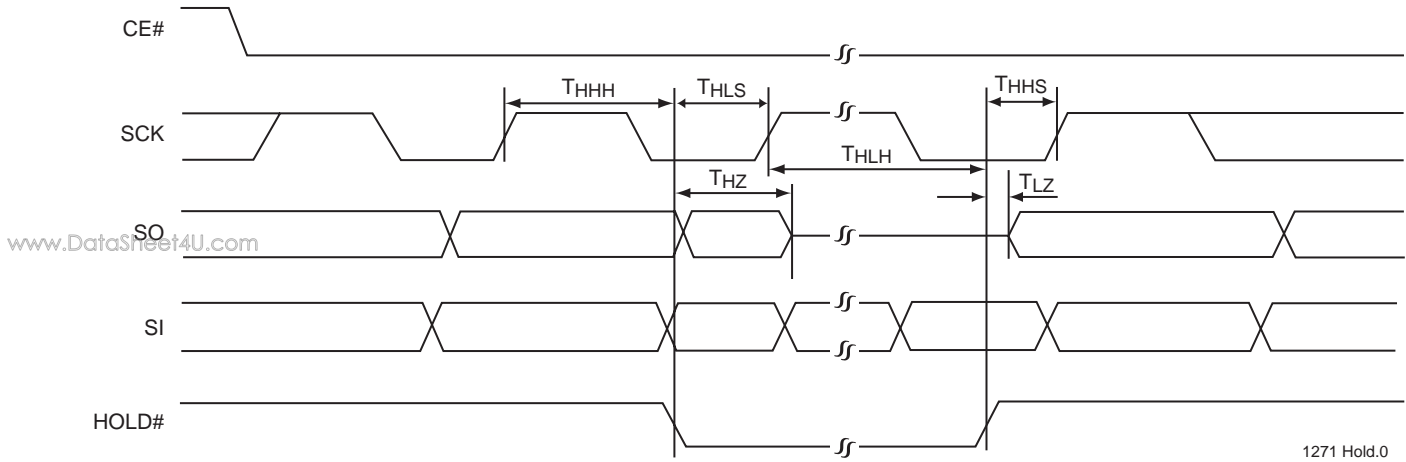 CE#
THHH
THLS
THHS
SCK
THLH
THZ
TLZ
SO
www.DataSheet4U.com
SI
HOLD#
1271 Hold.0